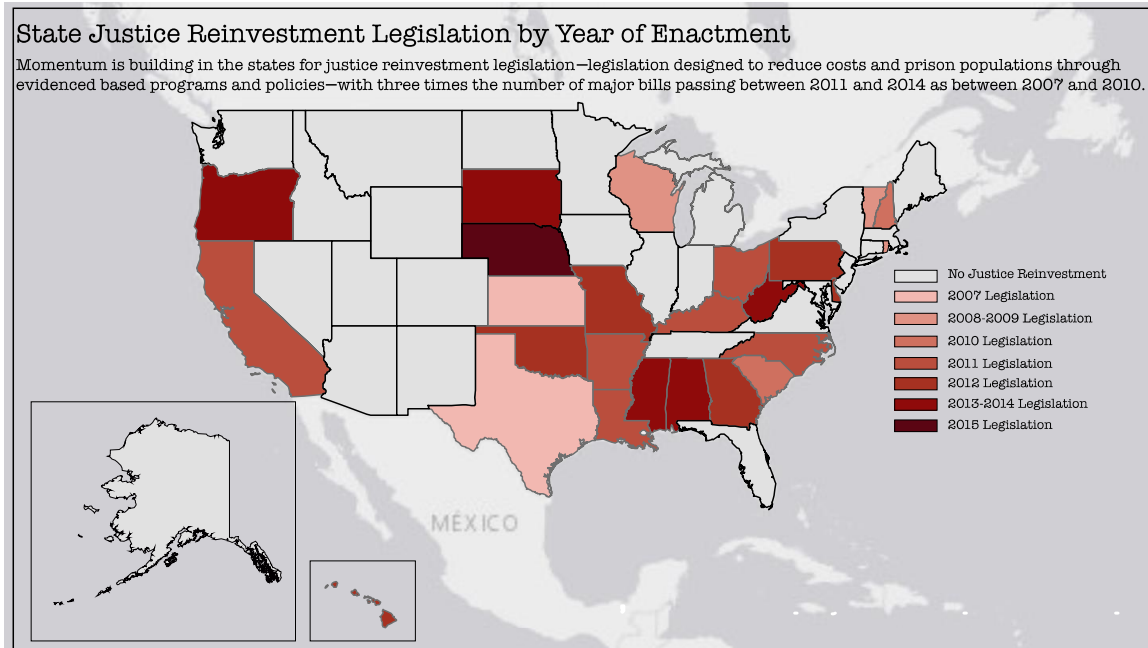 State Justice Reinvestment Legislation by Year of Enactment
Momentum is building in the states for justice reinvestment legislation—legislation designed to reduce costs and prison populations through
evidenced based programs and policies—with three times the number of major bills passing between 2011 and 2014 as between 2007 and 2010.
No Justice Reinvestment
2007 Legislation
2008-2009 Legislation
2010 Legislation
2011 Legislation
2012 Legislation
2013-2014 Legislation
2015 Legislation
MÉXICO